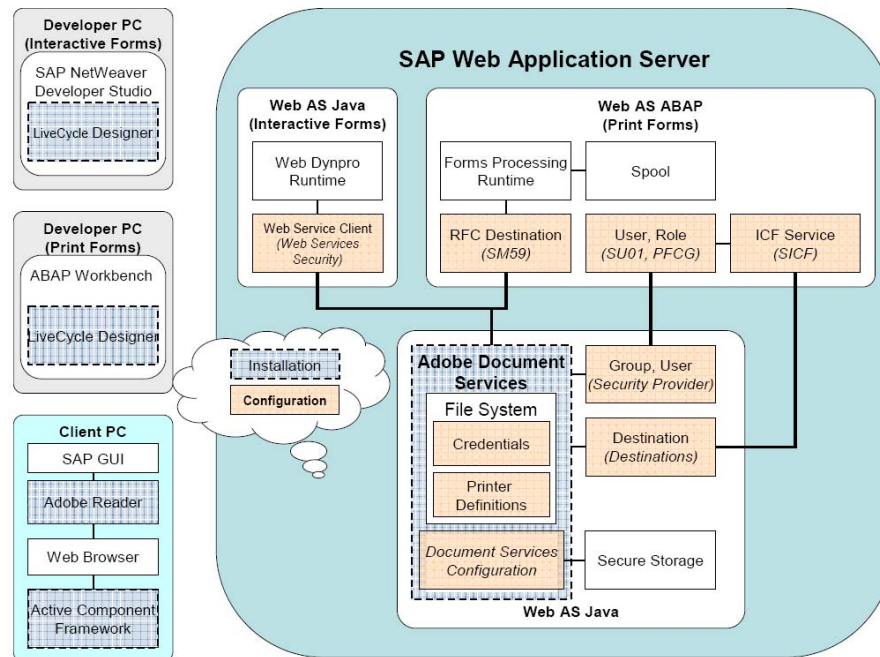 Developer PC
(Interactive Forms)
SAP NetWeaver
Developer Studio
LiveCycle Designer
Developer PC
(Print Forms)
ABAP Workbench
LiveCycle Designer
Client PC
SAP GUI
Adobe Reader
Web Browser
Active Component
Framework
Installation
Configuration
SAP Web Application Server
Web AS Java
(Interactive Forms)
Web Dynpro
Runtime
Web Service Client
(Web Services
Security)
Web AS ABAP
(Print Forms)
Forms Processing
Runtime
Spool
RFC Destination
(SM59)
User, Role
(SU01, PFCG)
ICF Service
(SICF)
Adobe Document
Services
File System
Credentials
Printer
Definitions
Document Services
Configuration
Group, User
(Security Provider)
Destination
(Destinations)
Secure Storage
Web AS Java